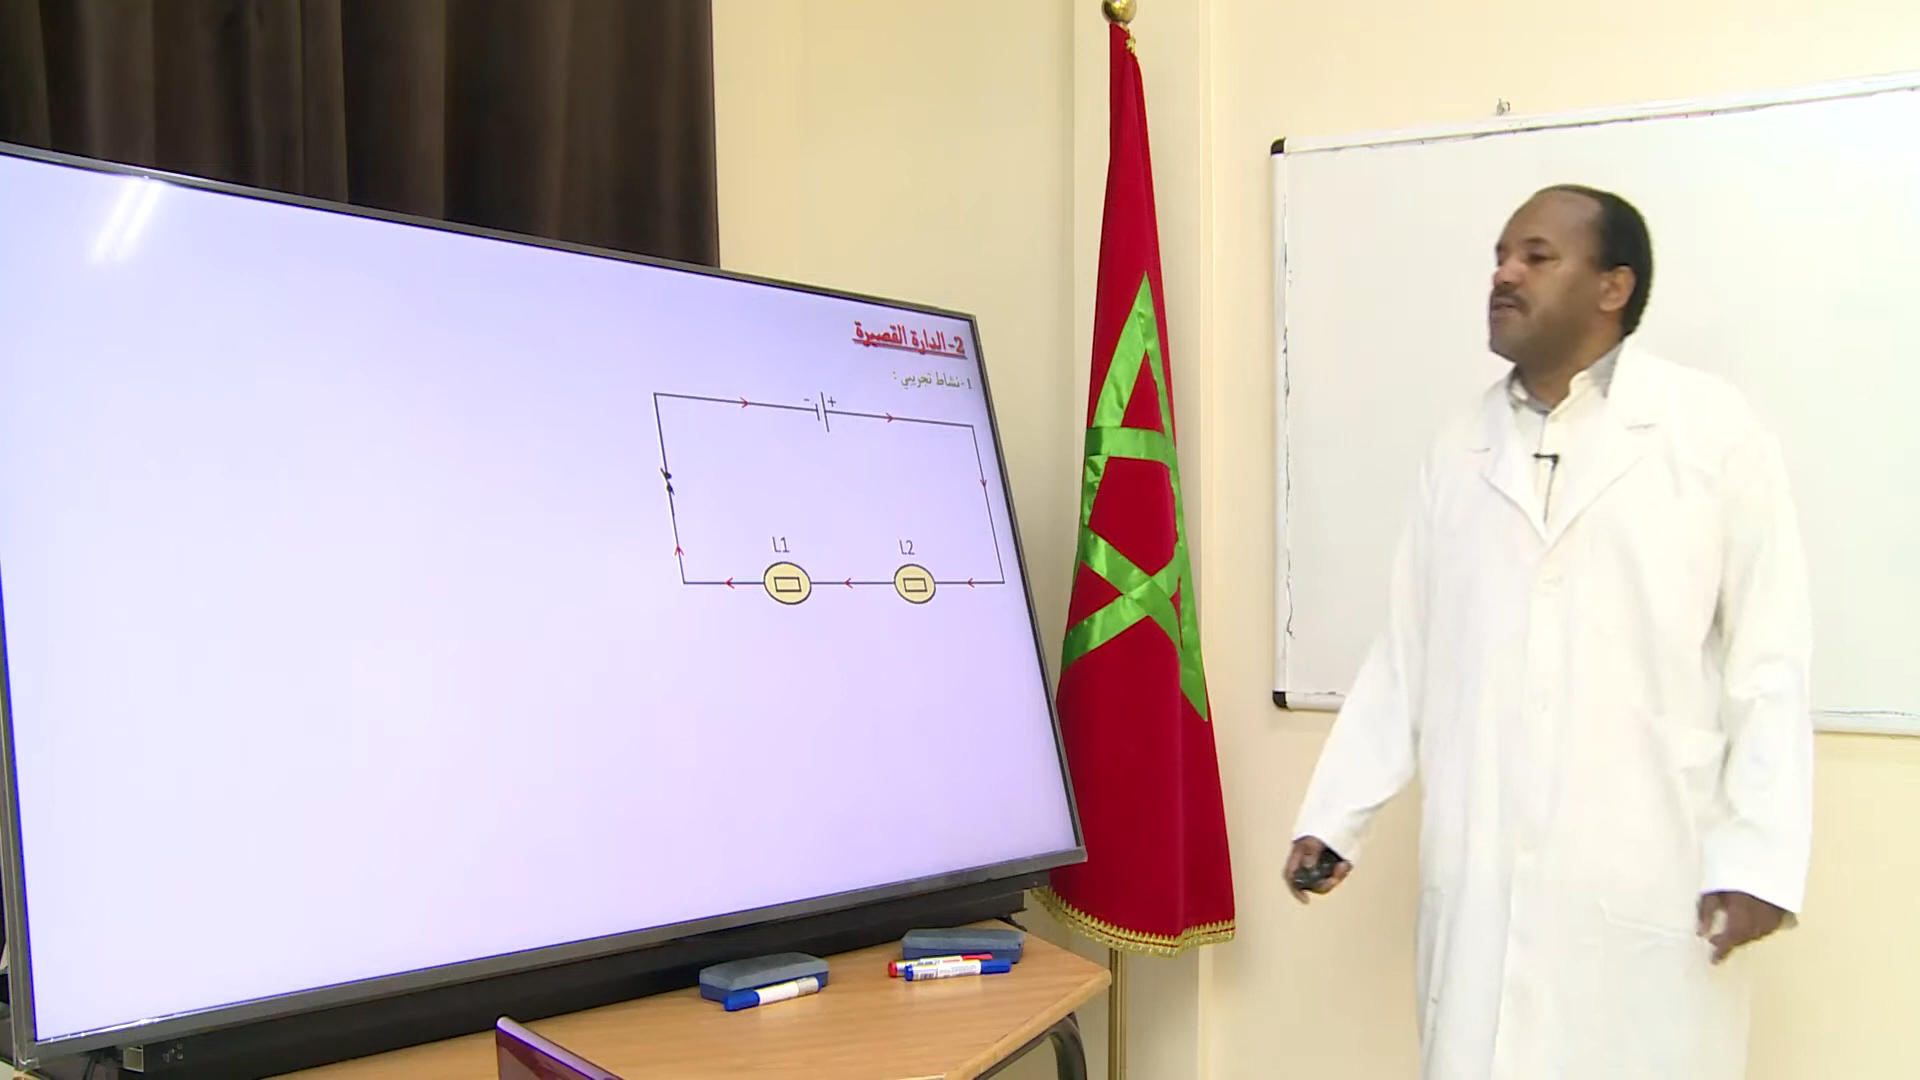 2- الدارة القصيرة
1-نشاط تجريبي :
- +
L1 L2